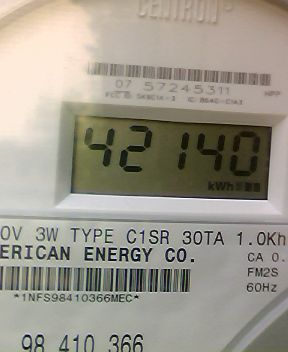 CENTRON
07 57245311
HPP
42140
kWh
0V 3W TYPE C1SR 30TA 1.0Kh
ERICAN ENERGY CO.
CA 0.
FM2S
*1NFS98410366MEC*
60Hz
98 410 366